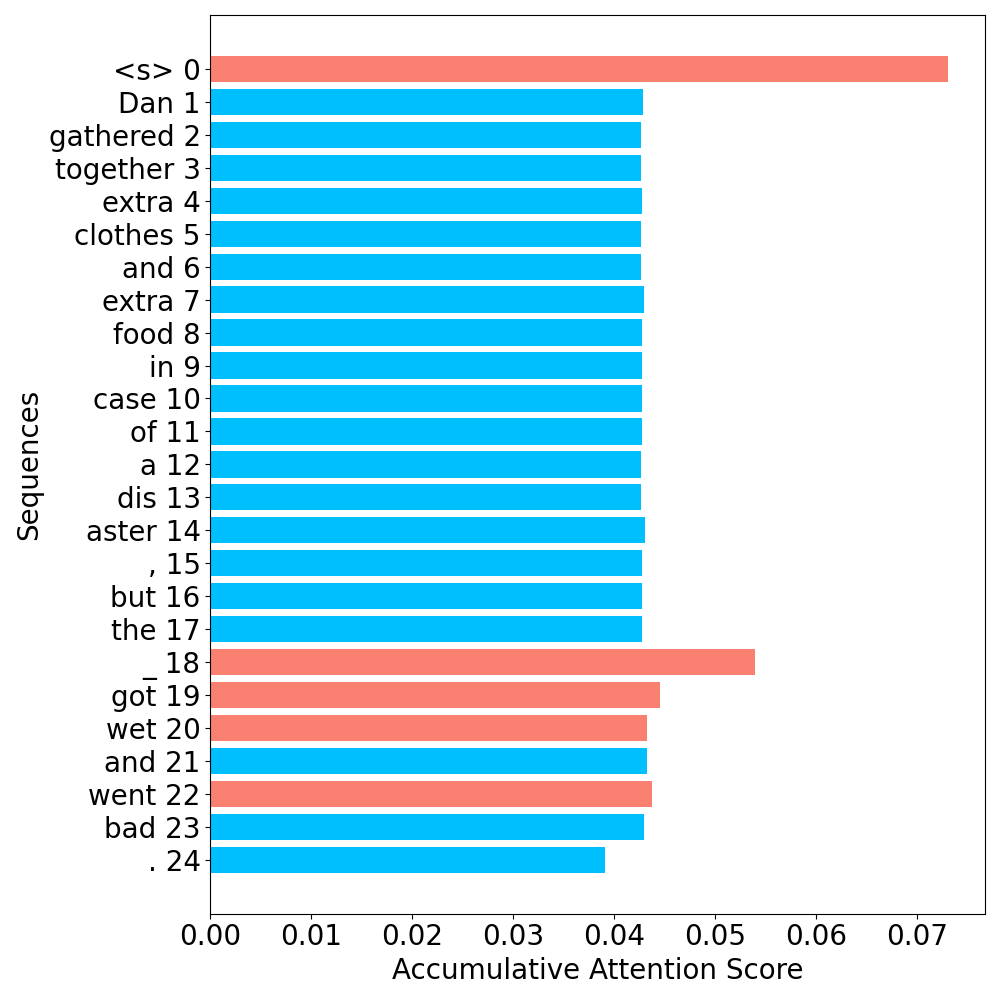 <s> 0
Dan 1
gathered 2
together 3
extra 4
clothes 5
and 6
extra 7
food 8
in 9
case 10
of 11
a 12
dis 13
aster 14
, 15
but 16
the 17
_ 18
got 19
wet 20
and 21
went 22
bad 23
. 24
Sequences
0.00 0.01 0.02 0.03 0.04 0.05 0.06 0.07
Accumulative Attention Score